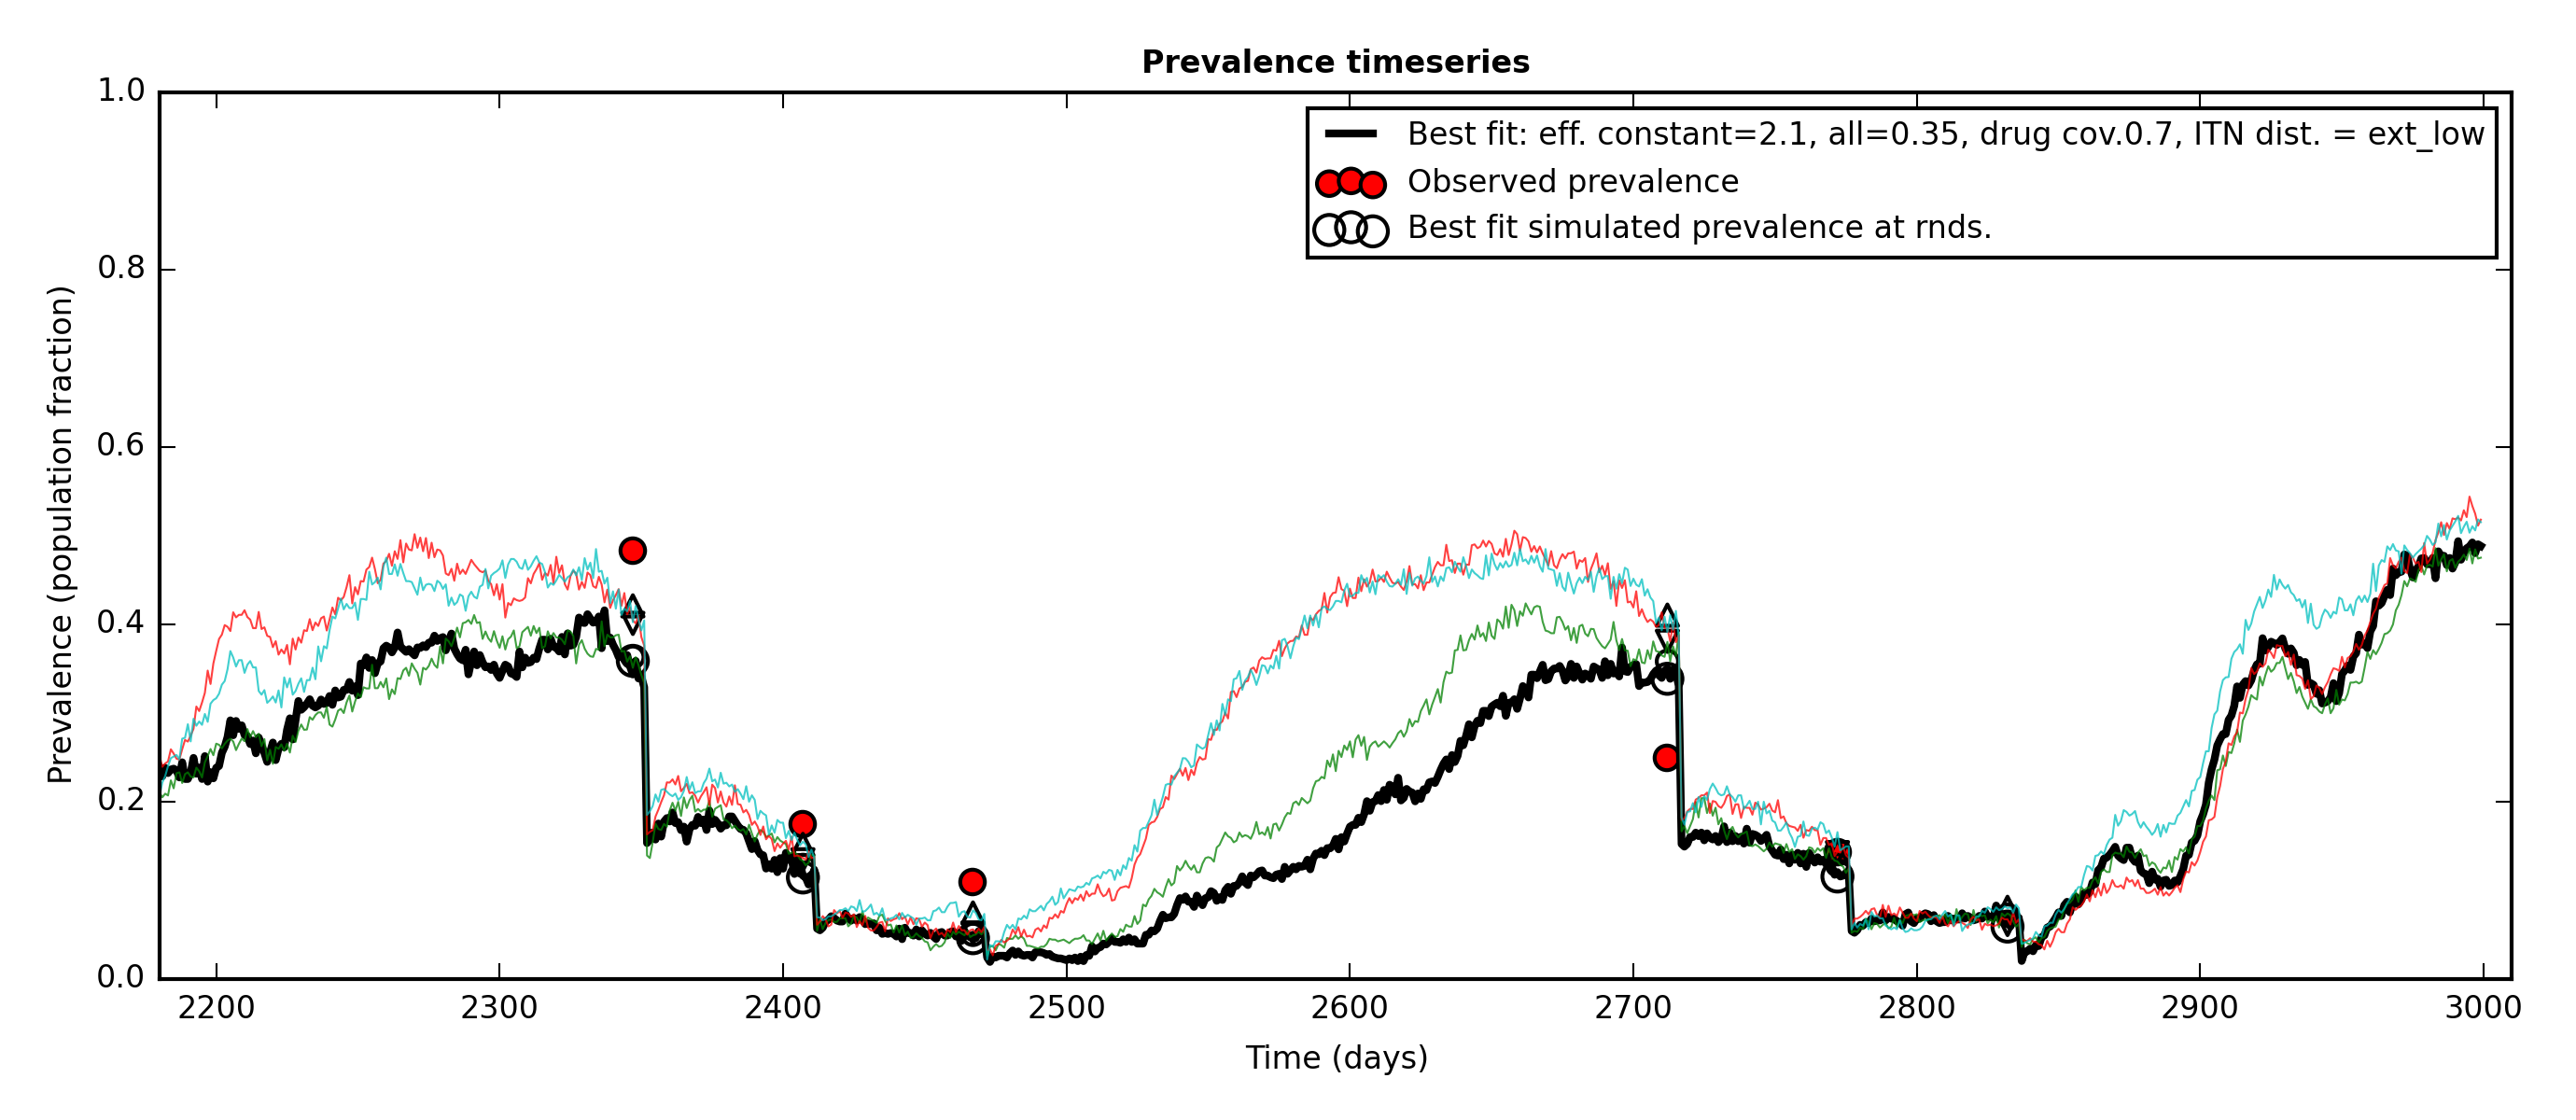 Prevalence timeseries
1.0
0.8
0.6
0.4
0.2
0.0
Prevalence (population fraction)
Best fit: eff. constant=2.1, all=0.35, drug cov.0.7, ITN dist. = ext_low
Observed prevalence
Best fit simulated prevalence at rnds.
2200 2300 2400 2500 2600 2700 2800 2900 3000
Time (days)